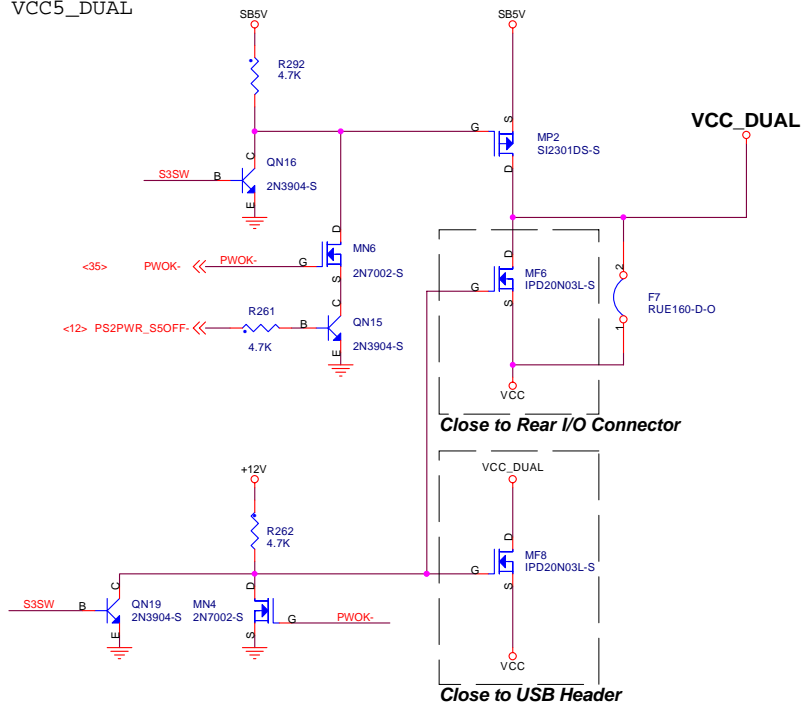 VCC5_DUAL
SB5V
SB5V
R292
4.7K
VCC_DUAL
G
S
MP2
SI2301DS-S
D
C
QN16
S3SW
B
2N3904-S
E
D
MN6
<35>
PWOK-
PWOK-
G
2N7002-S
S
D
MF6
IPD20N03L-S
G
S
2
F7
RUE160-D-O
1
R261
C
QN15
<12>
PS2PWR_S5OFF-
B
4.7K
2N3904-S
E
VCC
Close to Rear I/O Connector
+12V
VCC_DUAL
R262
4.7K
D
MF8
IPD20N03L-S
G
S
C
D
S3SW
B
QN19
2N3904-S
E
MN4
2N7002-S
S
G
PWOK-
VCC
Close to USB Header